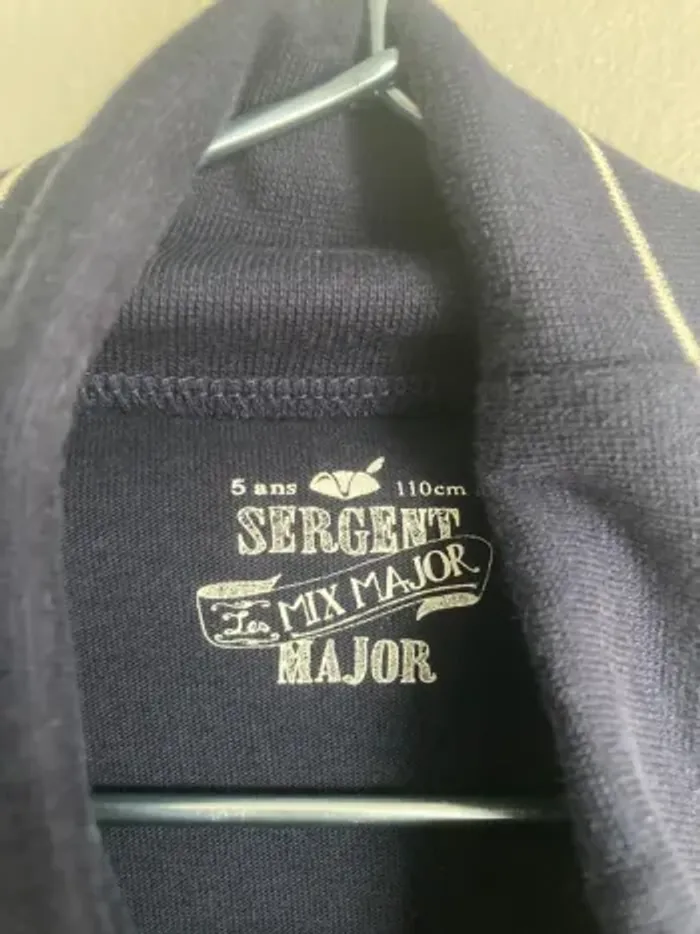 5 ans 110cm
SERGENT
Les MIX MAJOR
MAJOR